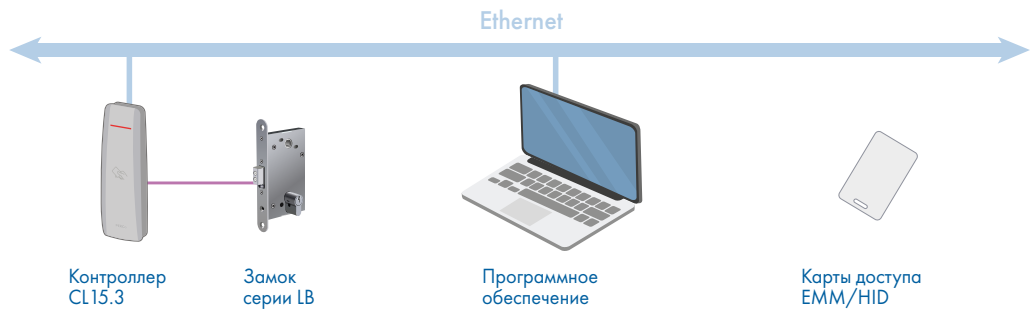 Ethernet
Контроллер
CL15.3
Замок
серии LB
Программное
обеспечение
Карты доступа
EMM/HID